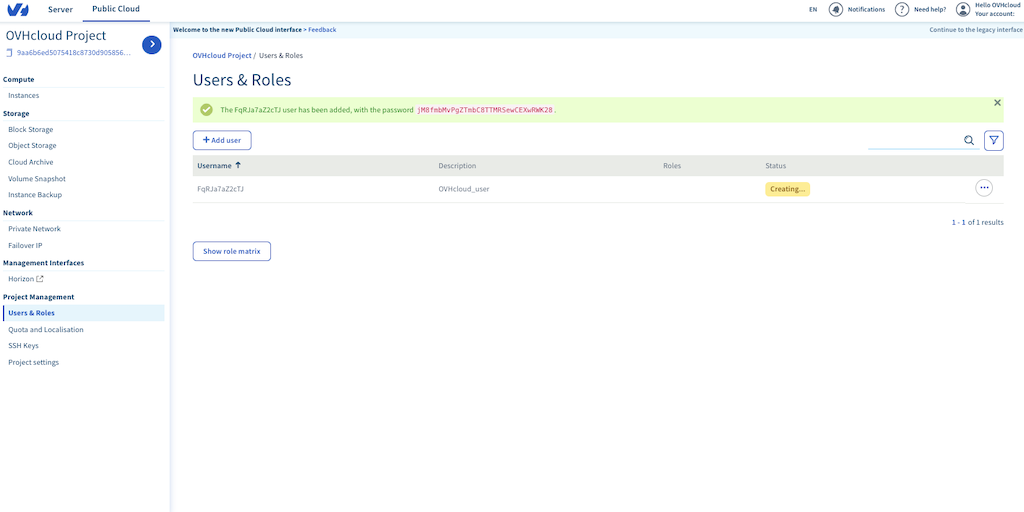 Server
Public Cloud
EN
Notifications
Need help?
Hello OVHcloud
Your account:
OVHcloud Project
9aa6b6ed5075418c8730d905856...
Welcome to the new Public Cloud interface > Feedback
Continue to the legacy interface
Compute
Instances
Storage
Block Storage
Object Storage
Cloud Archive
Volume Snapshot
Instance Backup
Network
Private Network
Failover IP
Management Interfaces
Horizon
Project Management
Users & Roles
Quota and Localisation
SSH Keys
Project settings
OVHcloud Project / Users & Roles
Users & Roles
The FqRJa7aZ2cTJ user has been added, with the password jM8fmbMvPgZTmbC8TTMRSewCEXwRWK28.
+ Add user
Username Description Roles Status
FqRJa7aZ2cTJ OVHcloud_user Creating...
1 - 1 of 1 results
Show role matrix